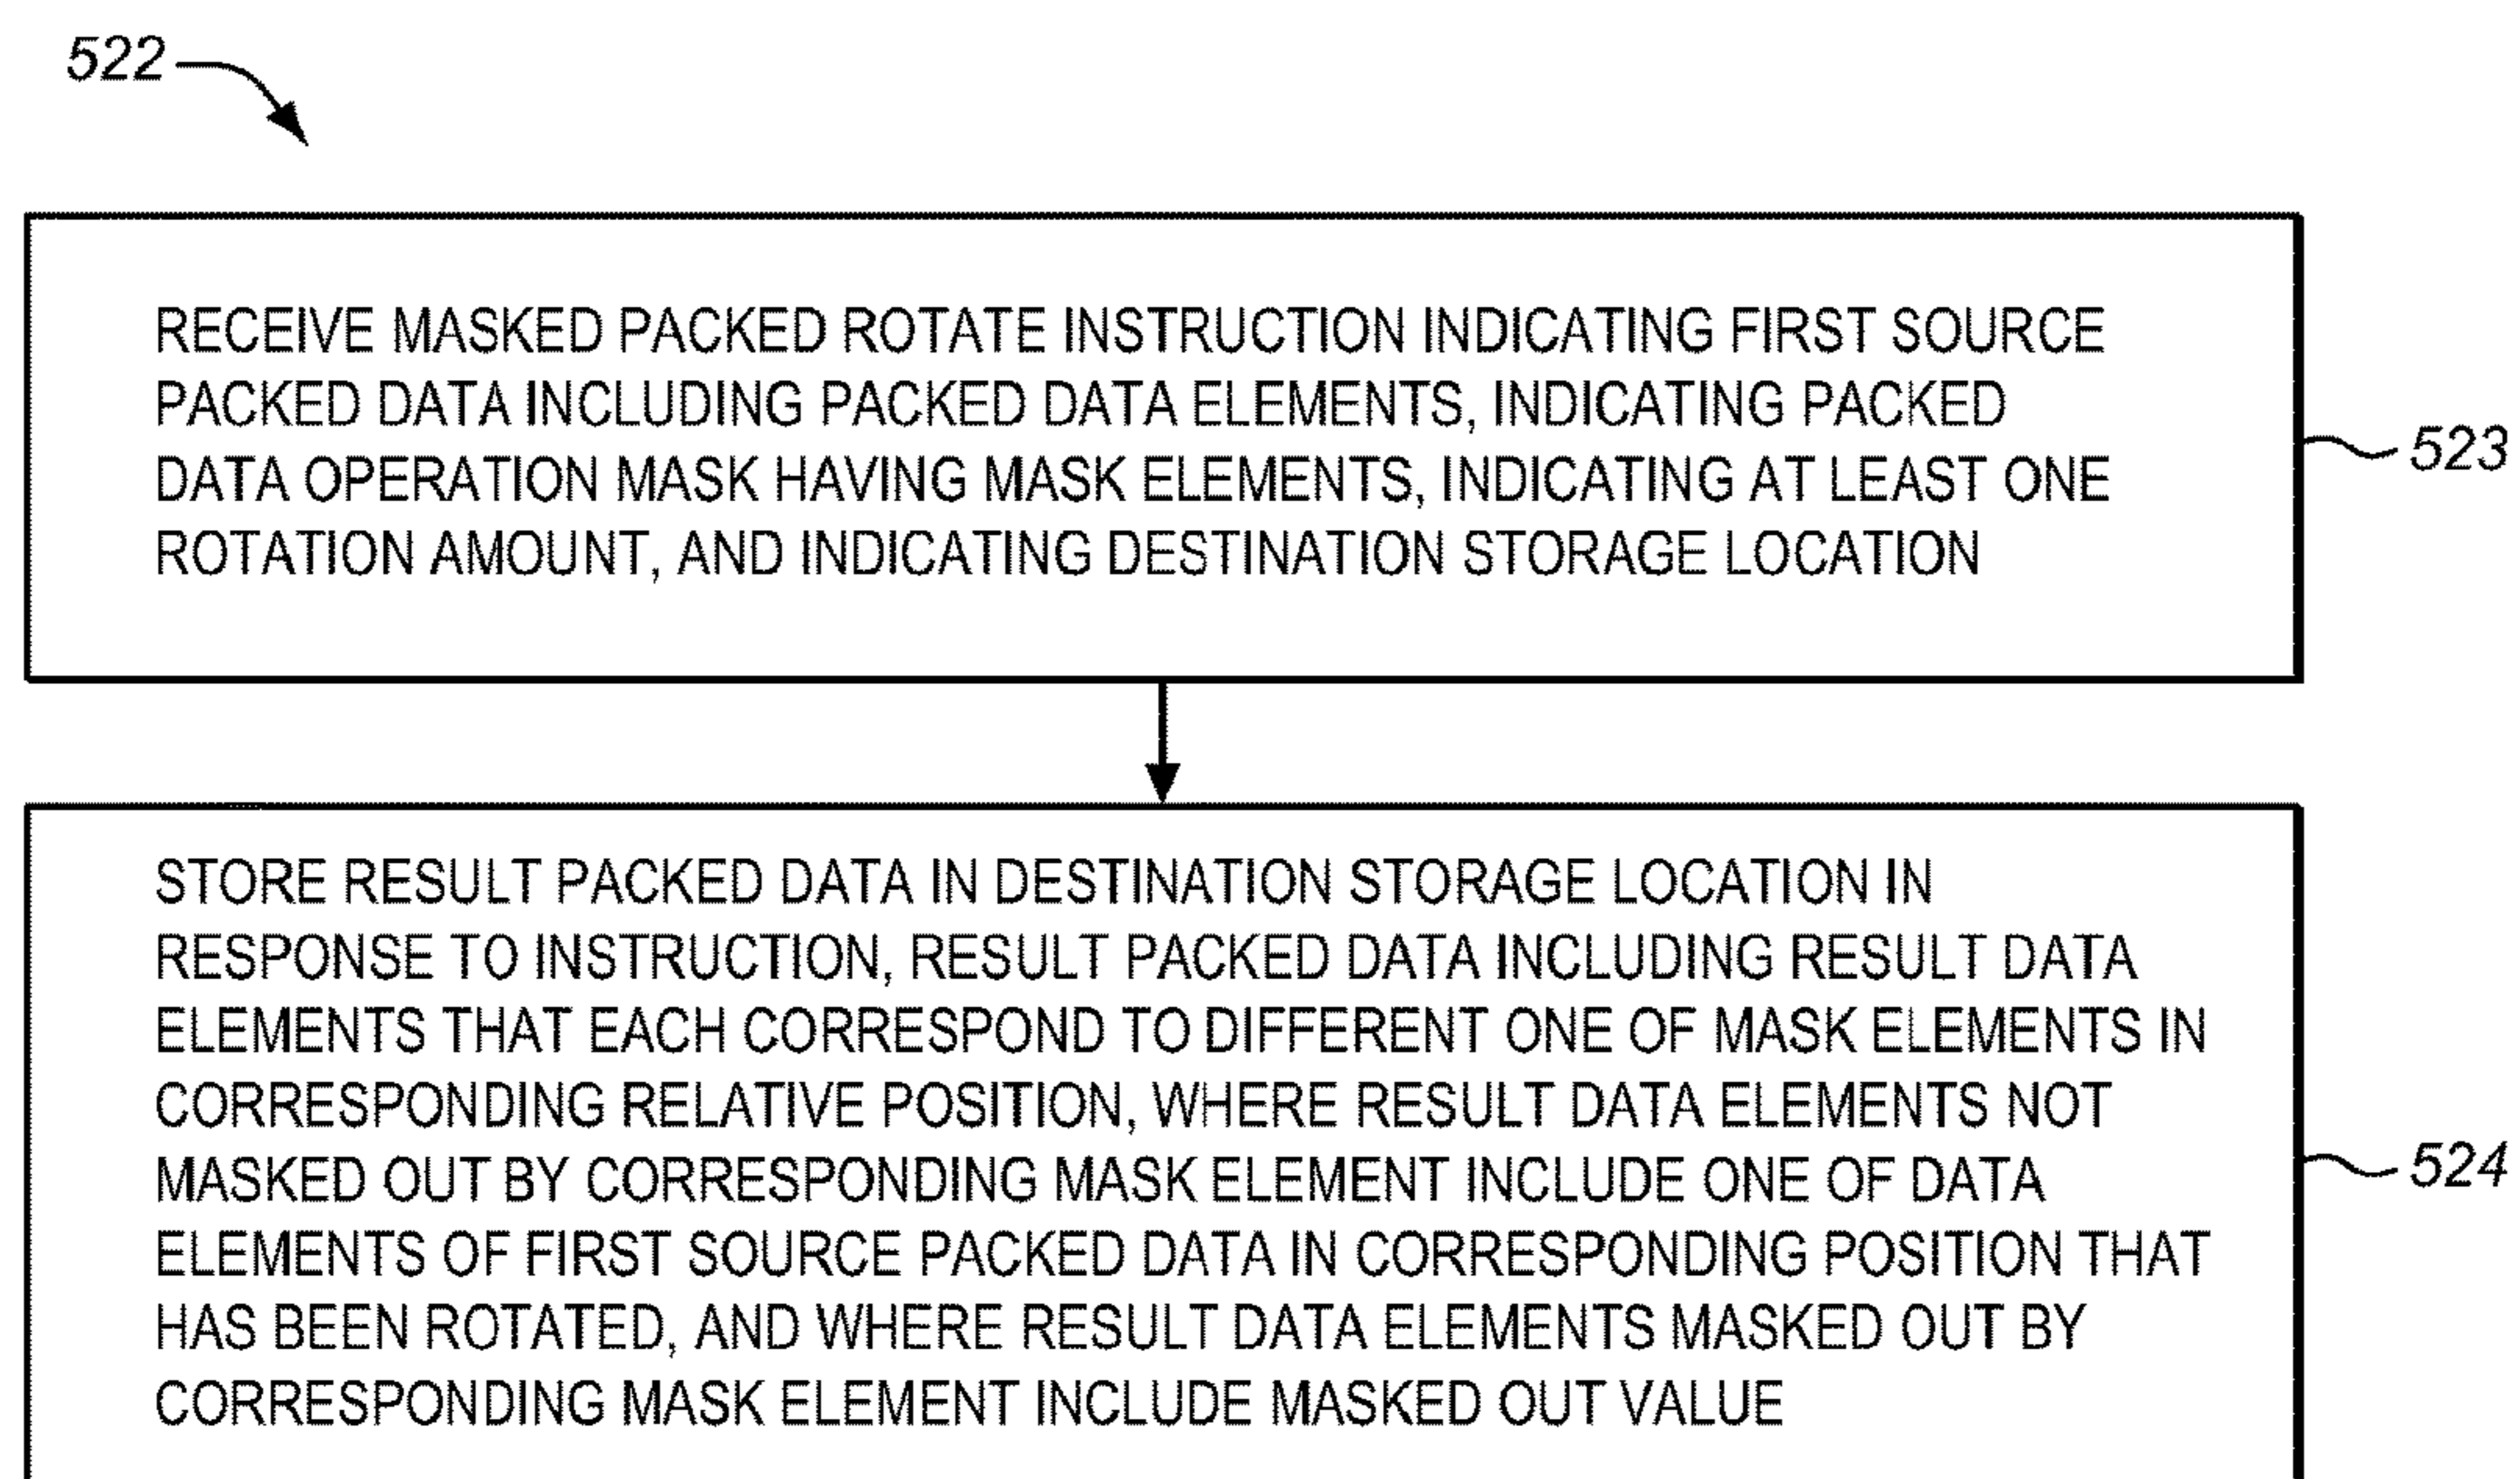 522
RECEIVE MASKED PACKED ROTATE INSTRUCTION INDICATING FIRST SOURCE
PACKED DATA INCLUDING PACKED DATA ELEMENTS, INDICATING PACKED
DATA OPERATION MASK HAVING MASK ELEMENTS, INDICATING AT LEAST ONE
ROTATION AMOUNT, AND INDICATING DESTINATION STORAGE LOCATION
523
STORE RESULT PACKED DATA IN DESTINATION STORAGE LOCATION IN
RESPONSE TO INSTRUCTION, RESULT PACKED DATA INCLUDING RESULT DATA
ELEMENTS THAT EACH CORRESPOND TO DIFFERENT ONE OF MASK ELEMENTS IN
CORRESPONDING RELATIVE POSITION, WHERE RESULT DATA ELEMENTS NOT
MASKED OUT BY CORRESPONDING MASK ELEMENT INCLUDE ONE OF DATA
ELEMENTS OF FIRST SOURCE PACKED DATA IN CORRESPONDING POSITION THAT
HAS BEEN ROTATED, AND WHERE RESULT DATA ELEMENTS MASKED OUT BY
CORRESPONDING MASK ELEMENT INCLUDE MASKED OUT VALUE
524